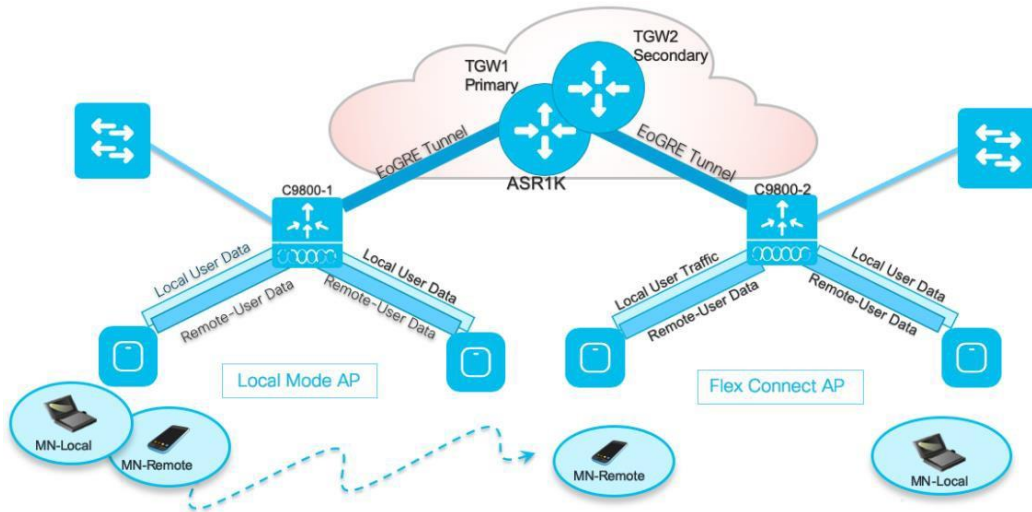 TGW2
Secondary
TGW1
Primary
EoGRE Tunnel
EoGRE Tunnel
ASR1K
C9800-1
C9800-2
Local User Data
Remote-User Data
Local User Data
Remote-User Data
Local User Traffic
Remote-User Data
Local User Data
Remote-User Data
Local Mode AP
Flex Connect AP
MN-Local
MN-Remote
MN-Remote
MN-Local